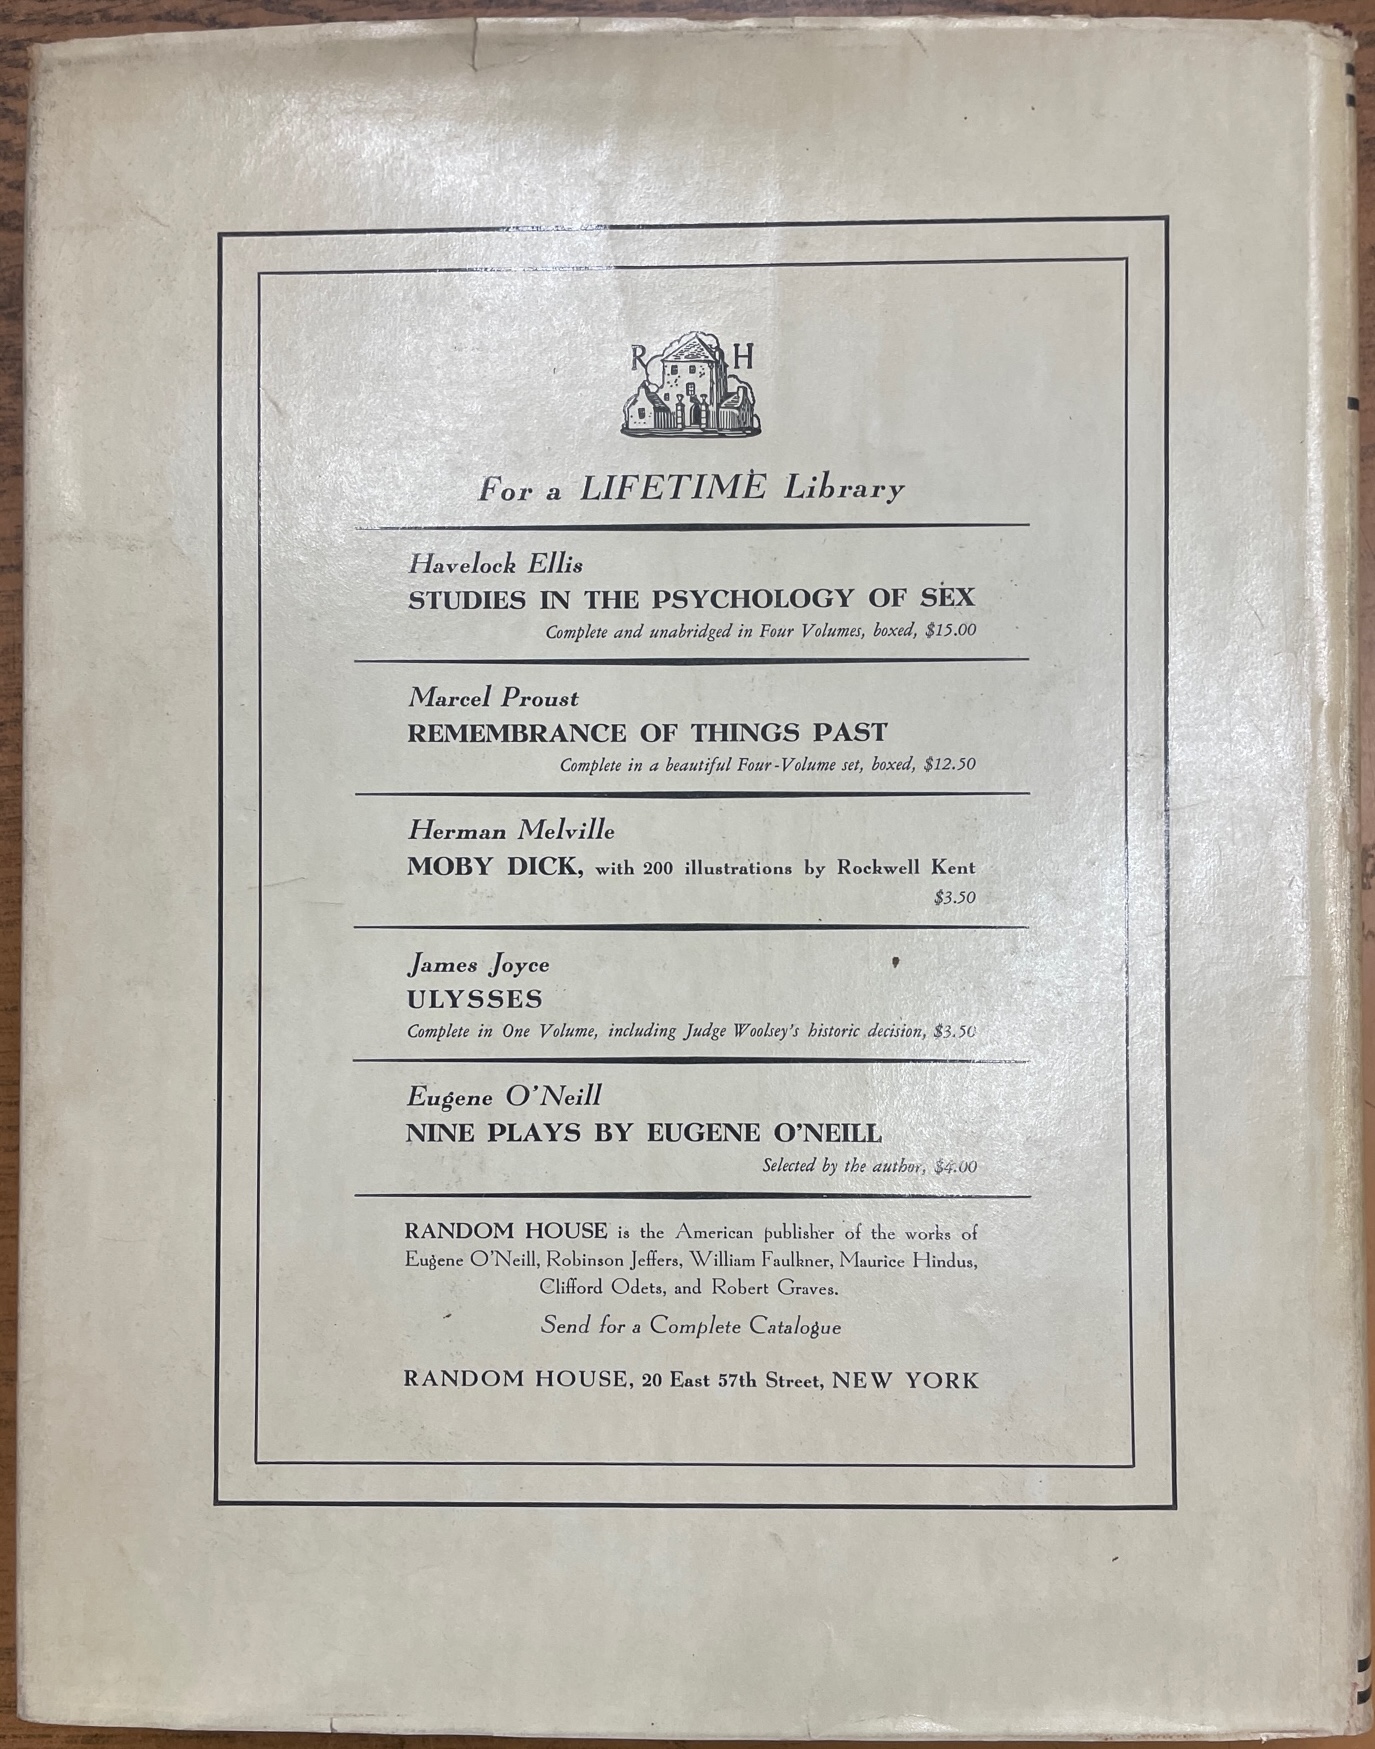 R H
For a LIFETIME Library
Havelock Ellis
STUDIES IN THE PSYCHOLOGY OF SEX
Complete and unabridged in Four Volumes, boxed, $15.00
Marcel Proust
REMEMBRANCE OF THINGS PAST
Complete in a beautiful Four-Volume set, boxed, $12.50
Herman Melville
MOBY DICK, with 200 illustrations by Rockwell Kent
$3.50
James Joyce
ULYSSES
Complete in One Volume, including Judge Woolsey's historic decision, $3.50
Eugene O'Neill
NINE PLAYS BY EUGENE O'NEILL
Selected by the author, $4.00
RANDOM HOUSE is the American publisher of the works of
Eugene O'Neill, Robinson Jeffers, William Faulkner, Maurice Hindus,
Clifford Odets, and Robert Graves.
Send for a Complete Catalogue
RANDOM HOUSE, 20 East 57th Street, NEW YORK